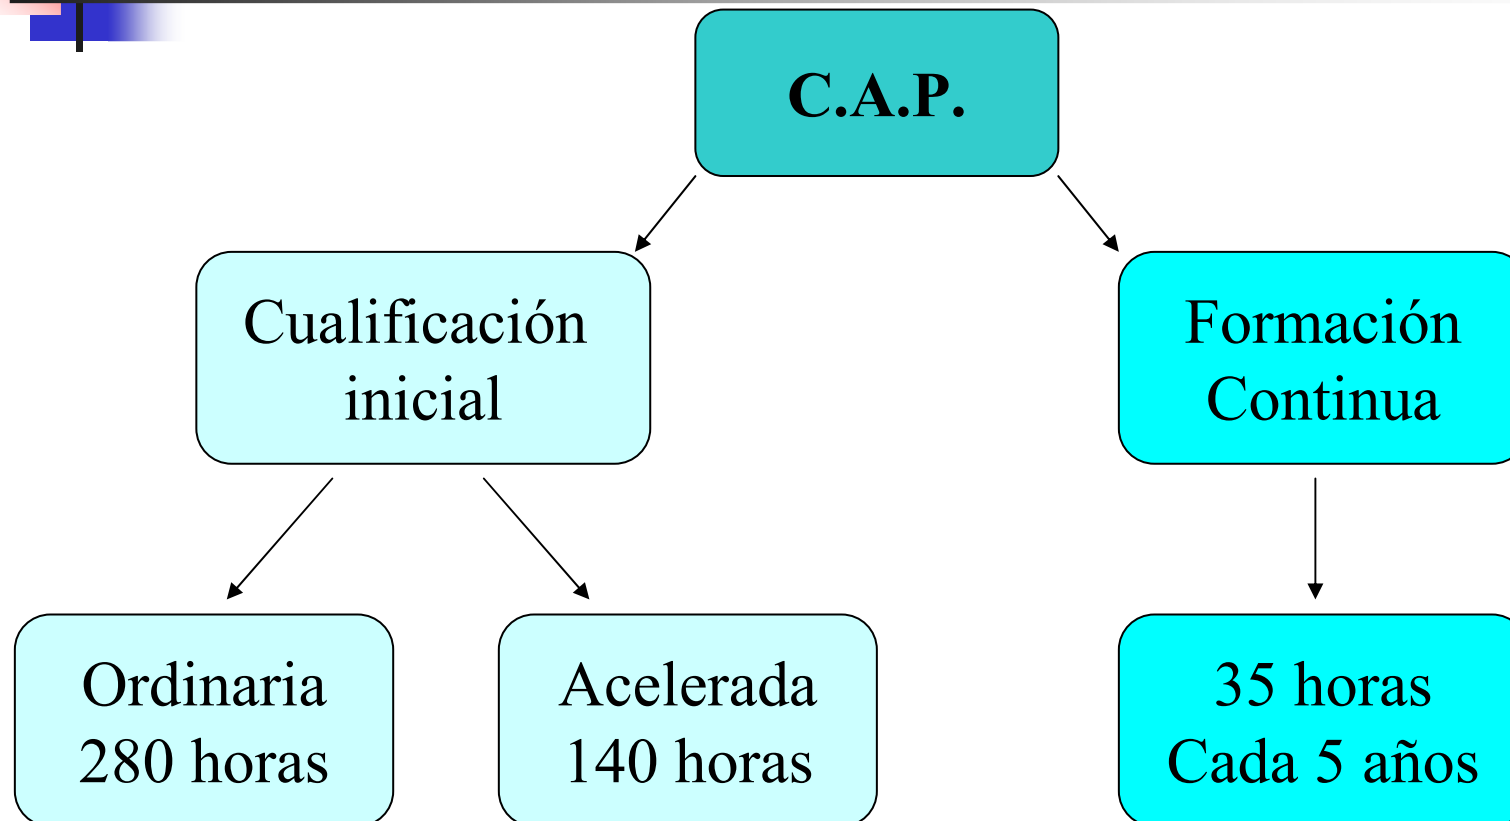 C.A.P.
Cualificación
inicial
Formación
Continua
Ordinaria
280 horas
Acelerada
140 horas
35 horas
Cada 5 años